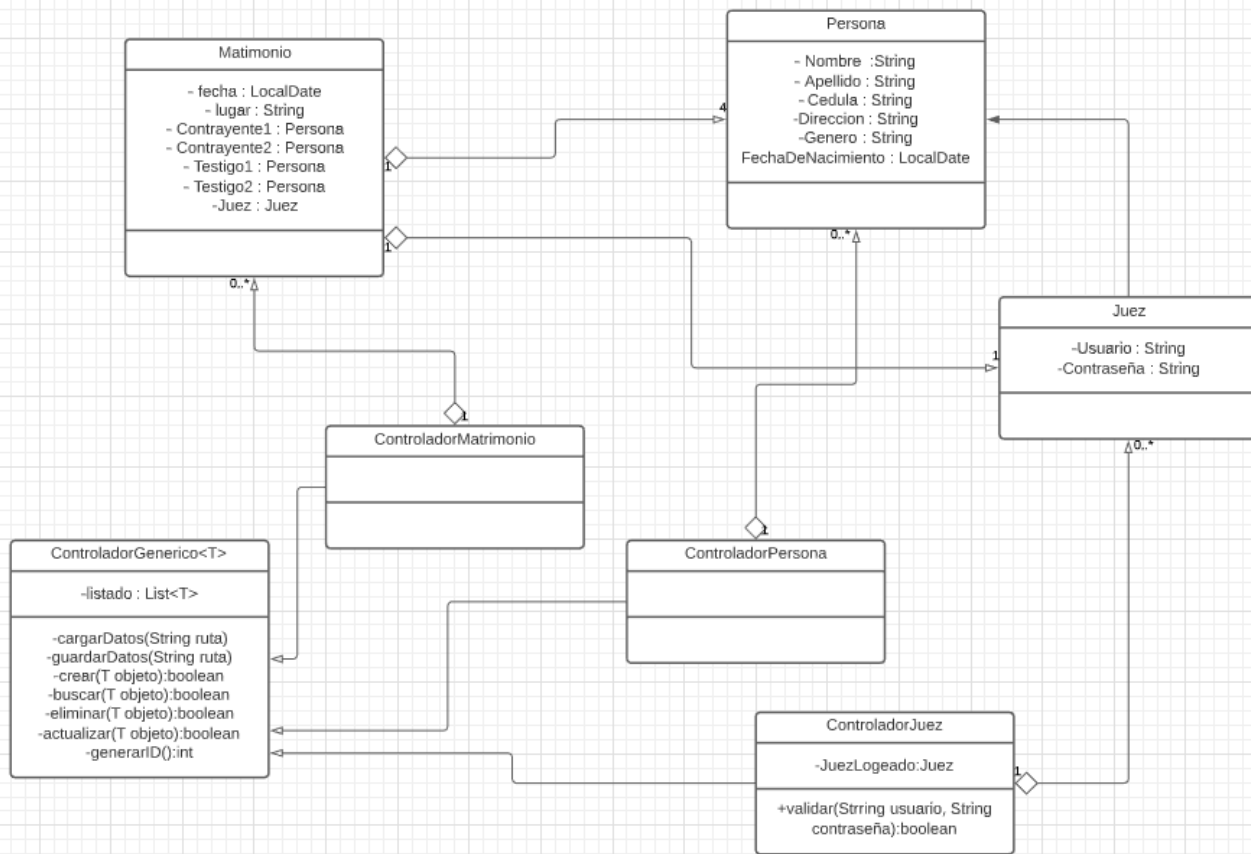 Matimonio
- fecha : LocalDate
- lugar : String
- Contrayente1 : Persona
- Contrayente2 : Persona
- Testigo1 : Persona
- Testigo2 : Persona
-Juez : Juez
1
1
0..*
Persona
- Nombre :String
- Apellido : String
- Cedula : String
-Direccion : String
-Genero : String
FechaDeNacimiento : LocalDate
4
0..*
Juez
-Usuario : String
-Contraseña : String
1
0..*
ControladorMatrimonio
1
ControladorGenerico<T>
-listado : List<T>
-cargarDatos(String ruta)
-guardarDatos(String ruta)
-crear(T objeto):boolean
-buscar(T objeto):boolean
-eliminar(T objeto):boolean
-actualizar(T objeto):boolean
-generarID():int
ControladorPersona
1
ControladorJuez
-JuezLogeado:Juez
+validar(Strring usuario, String
contraseña):boolean
1